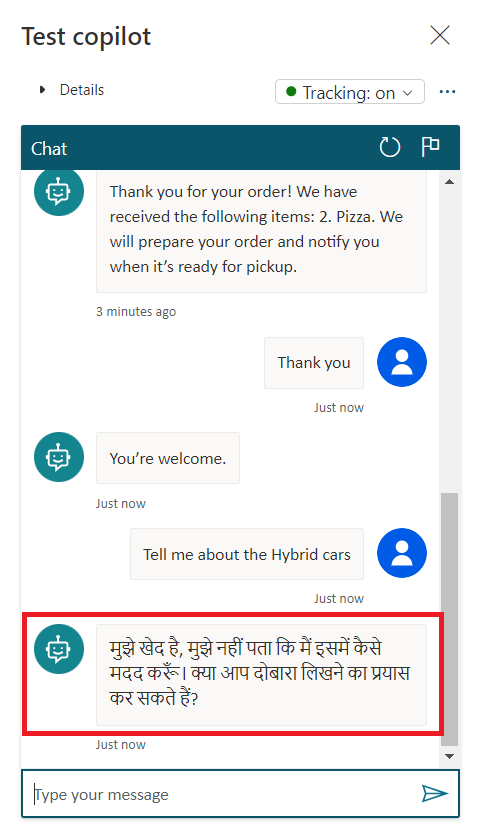 Test copilot
Details
Tracking: on
Chat
Thank you for your order! We have
received the following items: 2. Pizza. We
will prepare your order and notify you
when it’s ready for pickup.
3 minutes ago
Thank you
Just now
You’re welcome.
Just now
Tell me about the Hybrid cars
Just now
मुझे खेद है, मुझे नहीं पता कि मैं इसमें कैसे
मदद करूँ। क्या आप दोबारा लिखने का प्रयास
कर सकते हैं?
Just now
Type your message